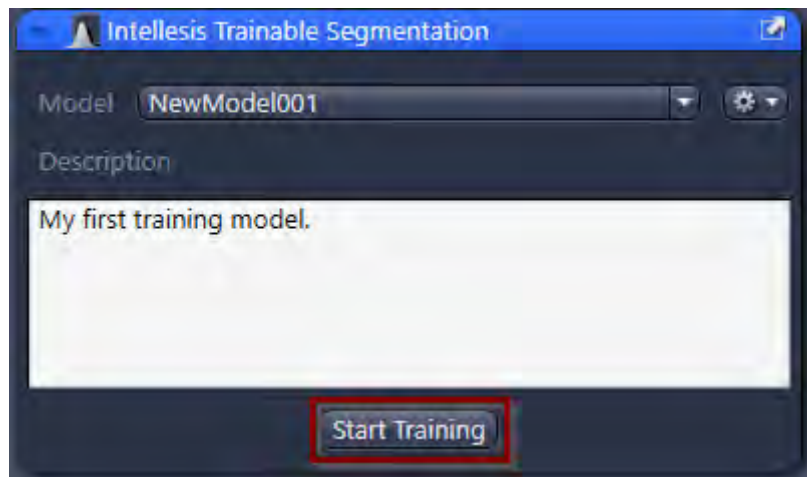 Intellesis Trainable Segmentation
Model NewModel001
Description
My first training model.
Start Training